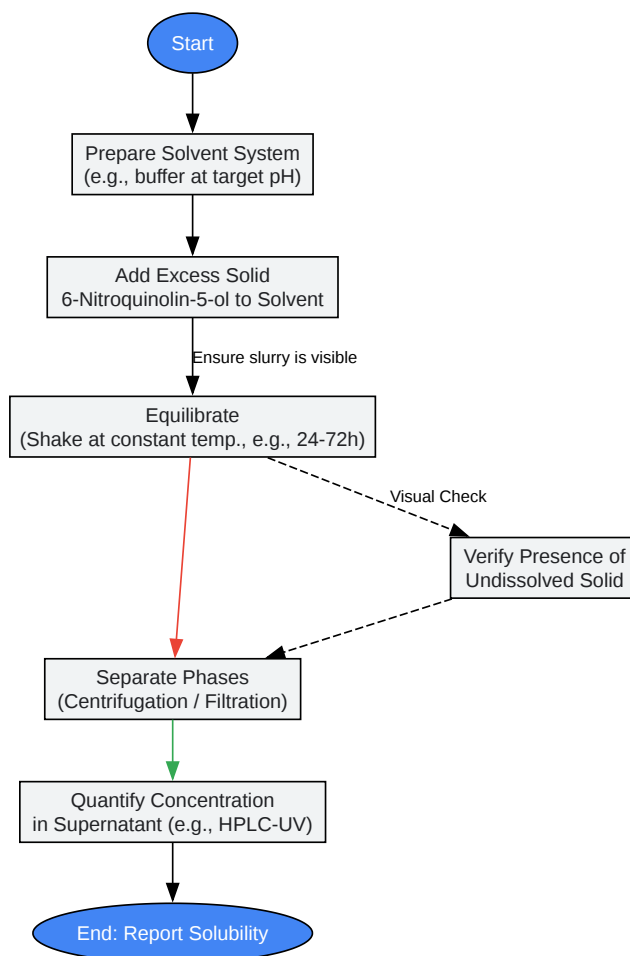 Start
Prepare Solvent System
(e.g., buffer at target pH)
Add Excess Solid
6-Nitroquinolin-5-ol to Solvent
Ensure slurry is visible
Equilibrate
(Shake at constant temp., e.g., 24-72h)
Visual Check
Verify Presence of
Undissolved Solid
Separate Phases
(Centrifugation / Filtration)
Quantify Concentration
in Supernatant (e.g., HPLC-UV)
End: Report Solubility